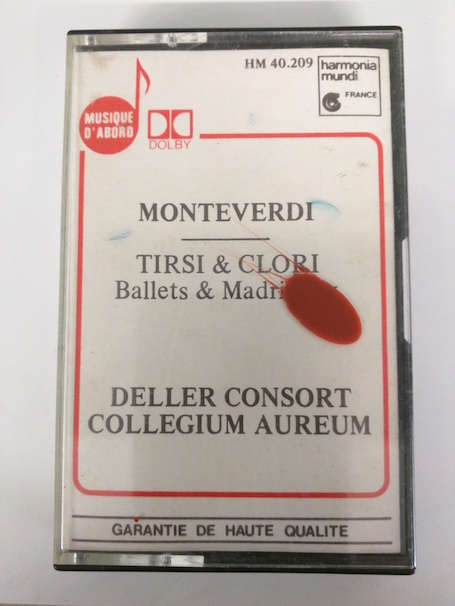 HM 40.209
harmonia
mundi
FRANCE
MUSIQUE
D'ABORD
DOLBY
MONTEVERDI
TIRSI & CLORI
Ballets &
DELLER CONSORT
COLLEGIUM AUREUM
GARANTIE DE HAUTE QUALITE